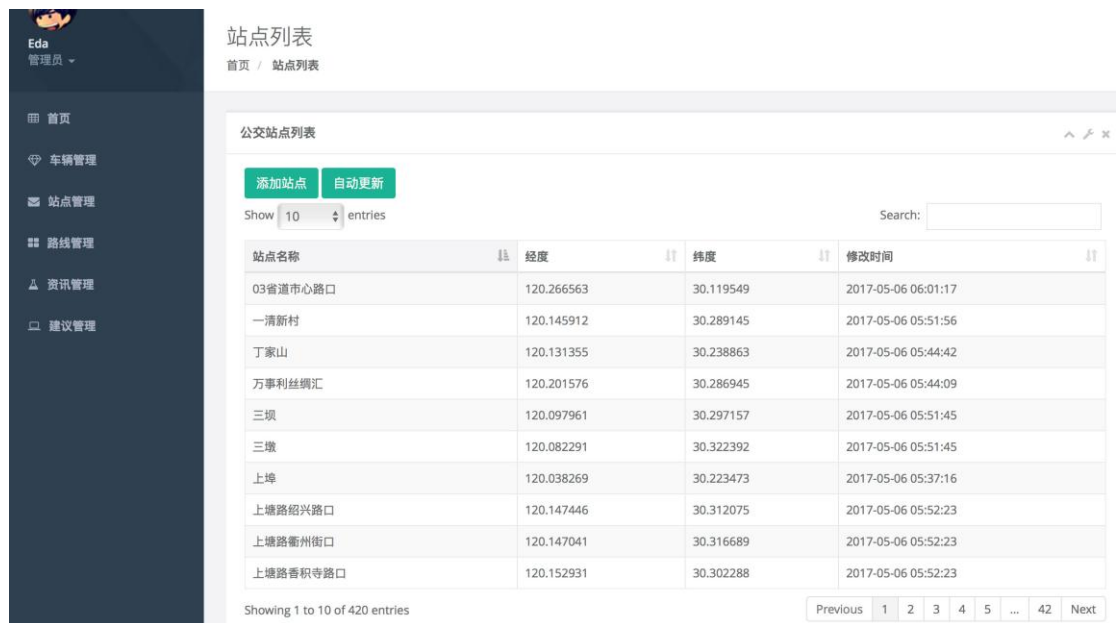 Eda
管理员
首页
车辆管理
站点管理
路线管理
资讯管理
建议管理
站点列表
首页 / 站点列表
公交站点列表
添加站点 自动更新
Show 10 entries Search:
站点名称 经度 纬度 修改时间
03省道市心路口 120.266563 30.119549 2017-05-06 06:01:17
一清新村 120.145912 30.289145 2017-05-06 05:51:56
丁家山 120.131355 30.238863 2017-05-06 05:44:42
万事利丝绸汇 120.201576 30.286945 2017-05-06 05:44:09
三坝 120.097961 30.297157 2017-05-06 05:51:45
三墩 120.082291 30.322392 2017-05-06 05:51:45
上埠 120.038269 30.223473 2017-05-06 05:37:16
上塘路绍兴路口 120.147446 30.312075 2017-05-06 05:52:23
上塘路衢州街口 120.147041 30.316689 2017-05-06 05:52:23
上塘路香积寺路口 120.152931 30.302288 2017-05-06 05:52:23
Showing 1 to 10 of 420 entries Previous 1 2 3 4 5 ... 42 Next